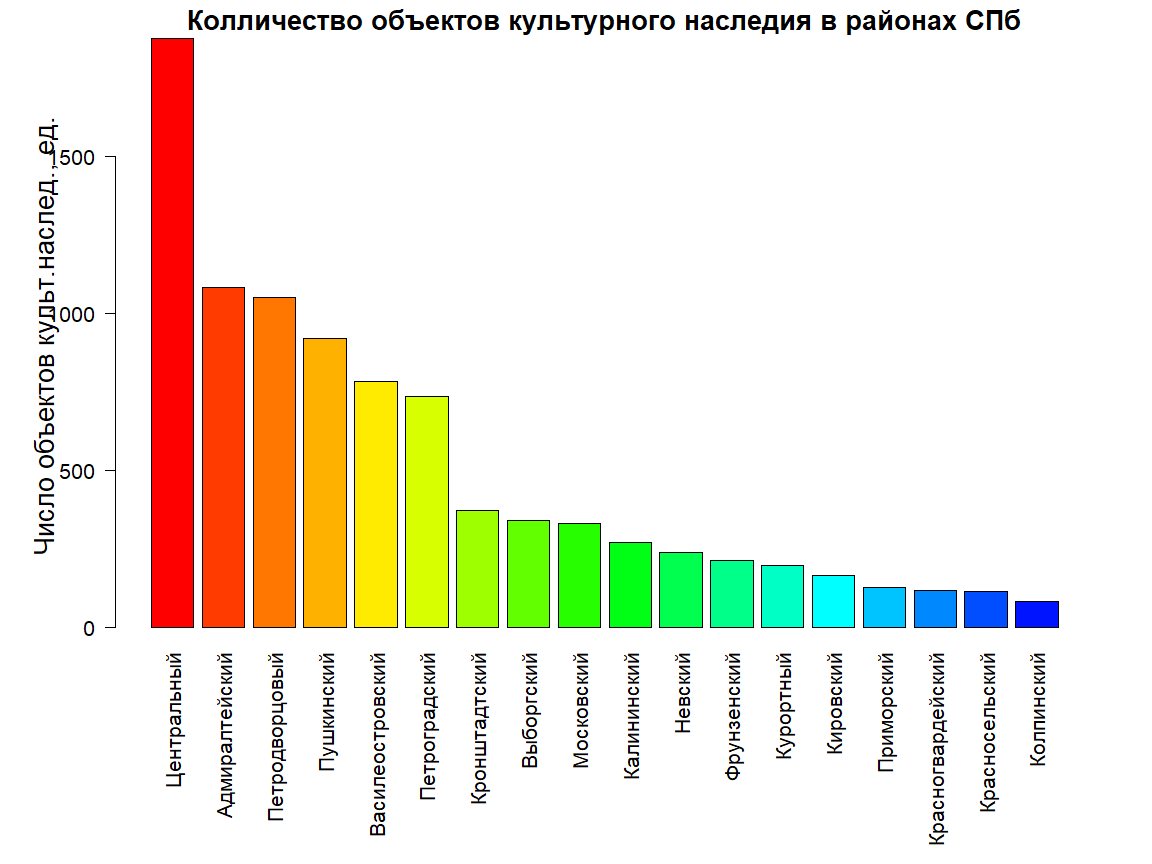 Колличество объектов культурного наследия в районах СПб
Число объектов культ.наслед., ед.
1500
1000
500
0
Центральный
Адмиралтейский
Петродворцовый
Пушкинский
Василеостровский
Петроградский
Кронштадтский
Выборгский
Московский
Калининский
Невский
Фрунзенский
Курортный
Кировский
Приморский
Красногвардейский
Красносельский
Колпинский